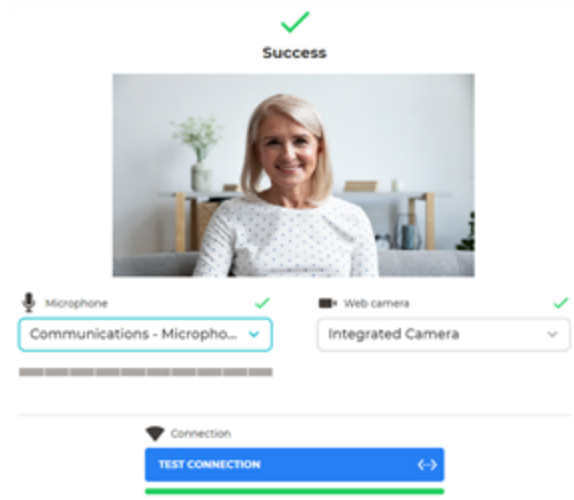 Success
Microphone
Web camera
Communications - Micropho...
Integrated Camera
Connection
TEST CONNECTION